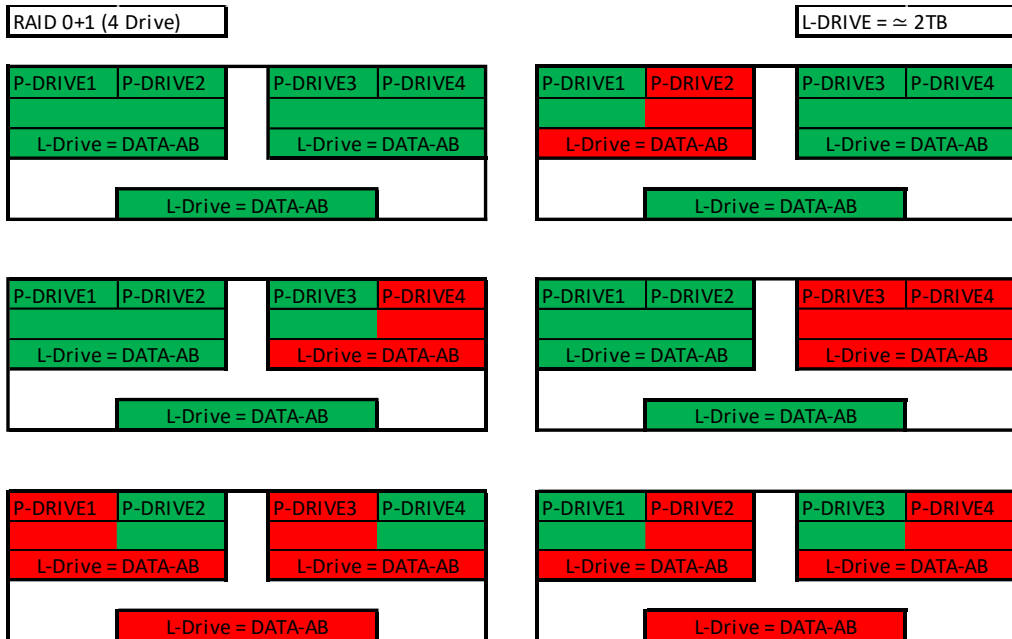 RAID 0+1 (4 Drive) L-DRIVE = ≃ 2TB
P-DRIVE1 P-DRIVE2 P-DRIVE3 P-DRIVE4 P-DRIVE1 P-DRIVE2 P-DRIVE3 P-DRIVE4
L-Drive = DATA-AB L-Drive = DATA-AB L-Drive = DATA-AB L-Drive = DATA-AB
L-Drive = DATA-AB L-Drive = DATA-AB
P-DRIVE1 P-DRIVE2 P-DRIVE3 P-DRIVE4 P-DRIVE1 P-DRIVE2 P-DRIVE3 P-DRIVE4
L-Drive = DATA-AB L-Drive = DATA-AB L-Drive = DATA-AB L-Drive = DATA-AB
L-Drive = DATA-AB L-Drive = DATA-AB
P-DRIVE1 P-DRIVE2 P-DRIVE3 P-DRIVE4 P-DRIVE1 P-DRIVE2 P-DRIVE3 P-DRIVE4
L-Drive = DATA-AB L-Drive = DATA-AB L-Drive = DATA-AB L-Drive = DATA-AB
L-Drive = DATA-AB L-Drive = DATA-AB